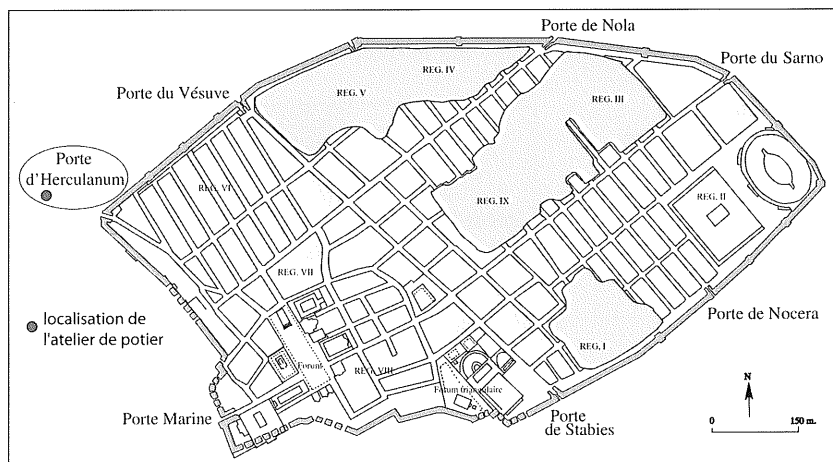 Porte de Nola
Porte du Sarno
REG. IV
REG. V
Porte du Vésuve
REG. III
Porte
d'Herculanum
REG. VI
REG. II
REG. IX
REG. VII
localisation de
l'atelier de potier
Porte de Nocera
REG. I
Forum
REG. VIII
Forum triangulaire
N
Porte Marine
Porte
de Stabies
0 150 m.